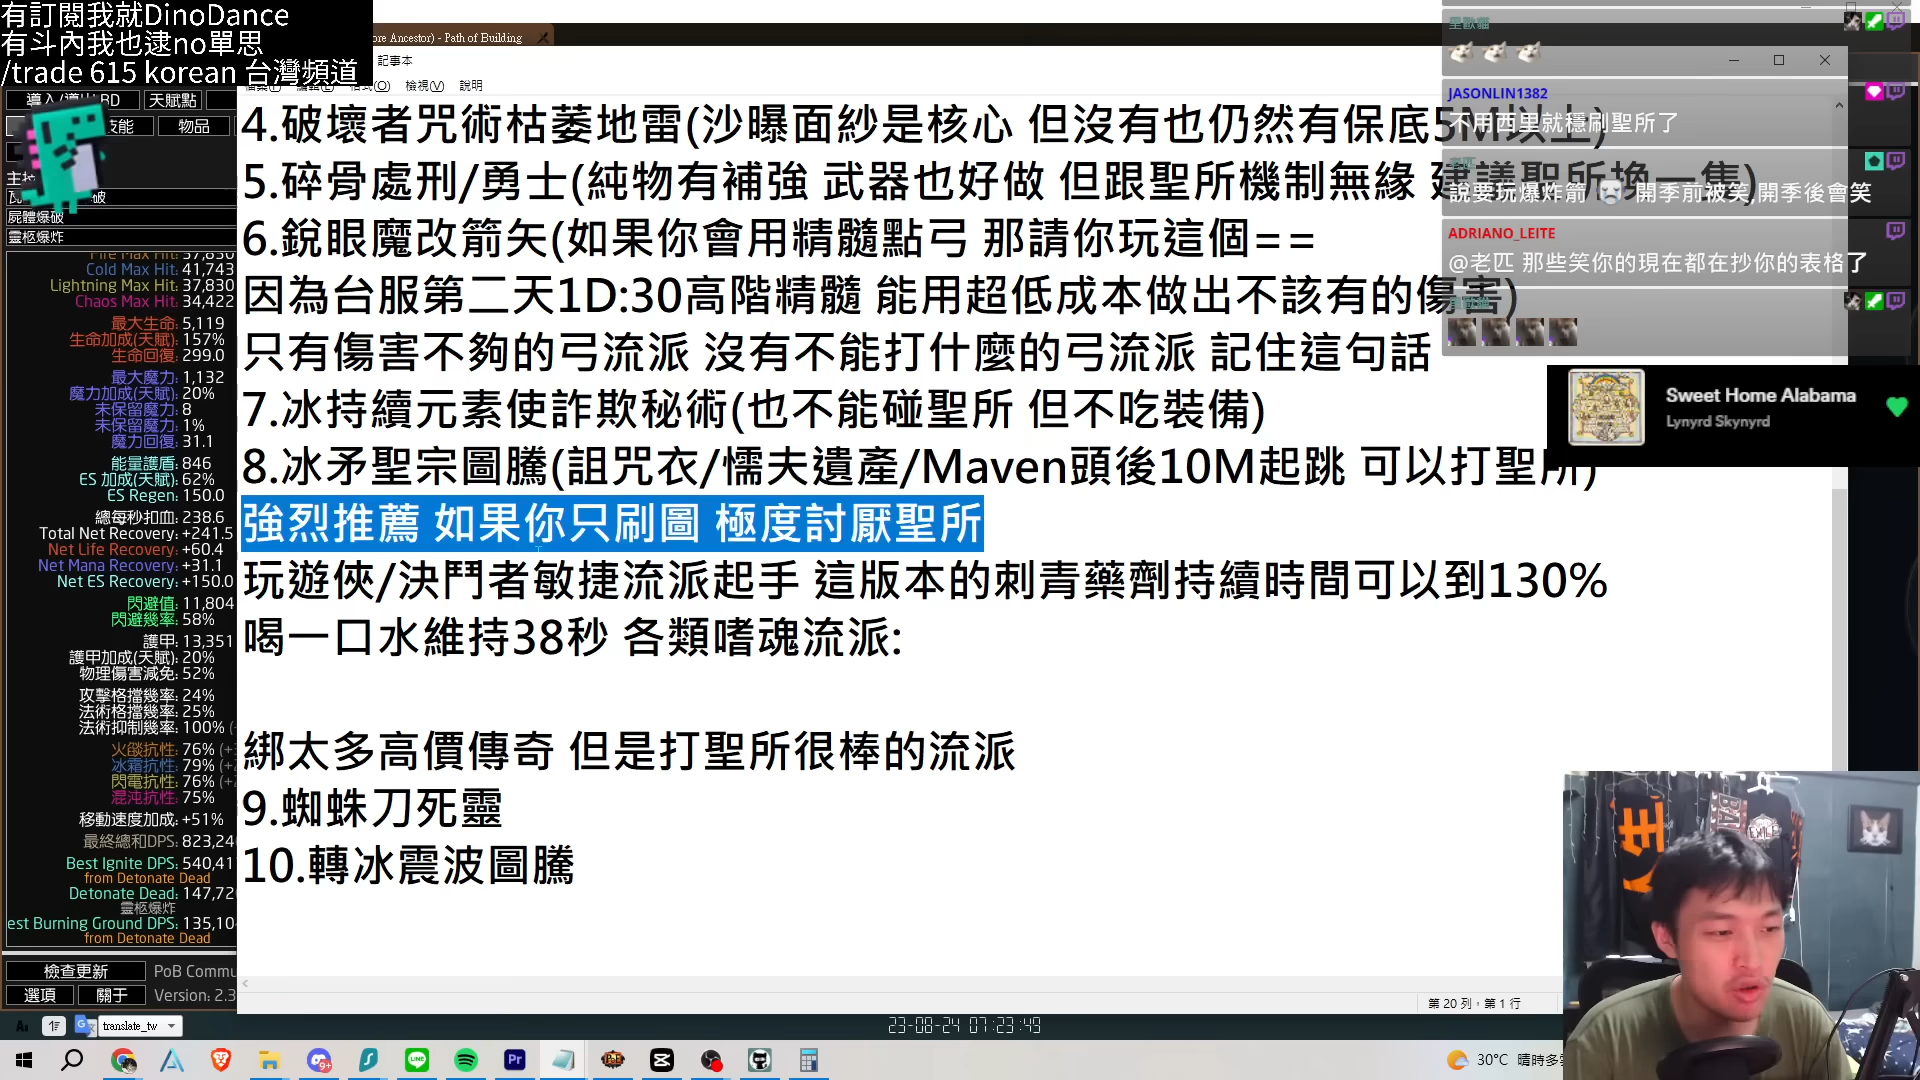 有訂閱我就DinoDance
有斗內我也逮no單思
/trade 615 korean 台灣頻道
ore Ancestor) - Path of Building
記事本
檢視(V)
說明
天賦點
技能
物品
屍體爆破
靈柩爆炸
Cold Max Hit: 41,743
Lightning Max Hit: 37,830
Chaos Max Hit: 34,422
最大生命: 5,119
生命加成(天賦): 157%
生命回復: 299.0
最大魔力: 1,132
魔力加成(天賦): 20%
未保留魔力: 8
未保留魔力: 1%
魔力回復: 31.1
能量護盾: 846
ES 加成(天賦): 62%
ES Regen: 150.0
總每秒扣血: 238.6
Total Net Recovery: +241.5
Net Life Recovery: +60.4
Net Mana Recovery: +31.1
Net ES Recovery: +150.0
閃避值: 11,804
閃避幾率: 58%
護甲: 13,351
護甲加成(天賦): 20%
物理傷害減免: 52%
攻擊格擋幾率: 24%
法術格擋幾率: 25%
法術抑制幾率: 100% (
火燄抗性: 76% (+
冰霜抗性: 79% (+
閃電抗性: 76% (+
混沌抗性: 75%
移動速度加成: +51%
最終總和DPS: 823,24
Best Ignite DPS: 540,41
from Detonate Dead
Detonate Dead: 147,72
靈柩爆炸
est Burning Ground DPS: 135,10
from Detonate Dead
檢查更新
PoB Commu
選項
關于
Version: 2.3
4.破壞者咒術枯萎地雷(沙曝面紗是核心 但沒有也仍然有保底5M以上)
5.碎骨處刑/勇士(純物有補強 武器也好做 但跟聖所機制無緣 建議聖所換一隻)
6.銳眼魔改箭矢(如果你會用精髓點弓 那請你玩這個==
因為台服第二天1D:30高階精髓 能用超低成本做出不該有的傷害)
只有傷害不夠的弓流派 沒有不能打什麼的弓流派 記住這句話
7.冰持續元素使詐欺秘術(也不能碰聖所 但不吃裝備)
8.冰矛聖宗圖騰(詛咒衣/懦夫遺產/Maven頭後10M起跳 可以打聖所)
強烈推薦 如果你只刷圖 極度討厭聖所
玩遊俠/決鬥者敏捷流派起手 這版本的刺青藥劑持續時間可以到130%
喝一口水維持38秒 各類嗜魂流派:
綁太多高價傳奇 但是打聖所很棒的流派
9.蜘蛛刀死靈
10.轉冰震波圖騰
第 20 列，第 1 行
JASONLIN1382
不用西里就穩刷聖所了
說要玩爆炸箭 開季前被笑,開季後會笑
ADRIANO_LEITE
@老匹 那些笑你的現在都在抄你的表格了
Sweet Home Alabama
Lynyrd Skynyrd
translate_tw
23-08-24 07:23:49
30°C 晴時多